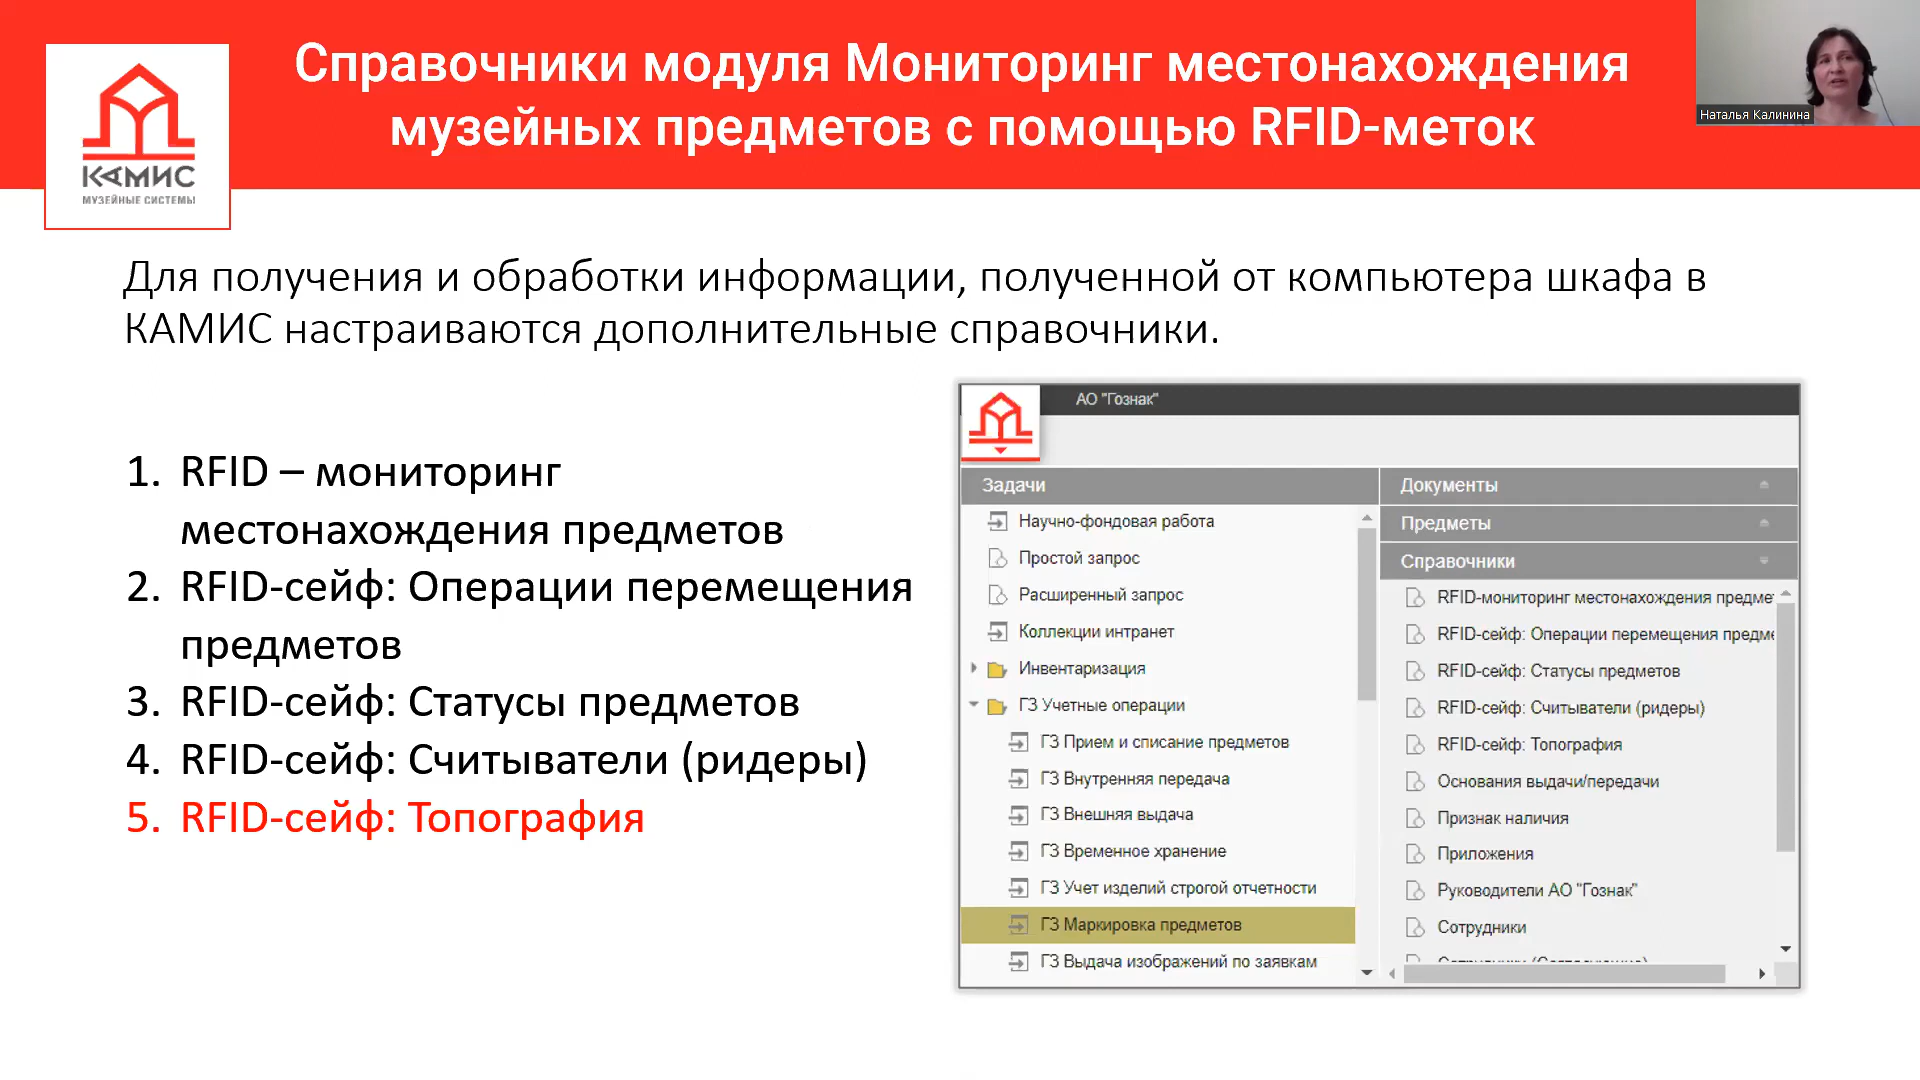 Справочники модуля Мониторинг местонахождения
музейных предметов с помощью RFID-меток
Наталья Калинина
КАМИС
МУЗЕЙНЫЕ СИСТЕМЫ
Для получения и обработки информации, полученной от компьютера шкафа в
КАМИС настраиваются дополнительные справочники.
1. RFID – мониторинг
местонахождения предметов
2. RFID-сейф: Операции перемещения
предметов
3. RFID-сейф: Статусы предметов
4. RFID-сейф: Считыватели (ридеры)
5. RFID-сейф: Топография
АО "Гознак"
Задачи
Научно-фондовая работа
Простой запрос
Расширенный запрос
Коллекции интранет
Инвентаризация
ГЗ Учетные операции
ГЗ Прием и списание предметов
ГЗ Внутренняя передача
ГЗ Внешняя выдача
ГЗ Временное хранение
ГЗ Учет изделий строгой отчетности
ГЗ Маркировка предметов
ГЗ Выдача изображений по заявкам
Документы
Предметы
Справочники
RFID-мониторинг местонахождения предме
RFID-сейф: Операции перемещения предме
RFID-сейф: Статусы предметов
RFID-сейф: Считыватели (ридеры)
RFID-сейф: Топография
Основания выдачи/передачи
Признак наличия
Приложения
Руководители АО "Гознак"
Сотрудники